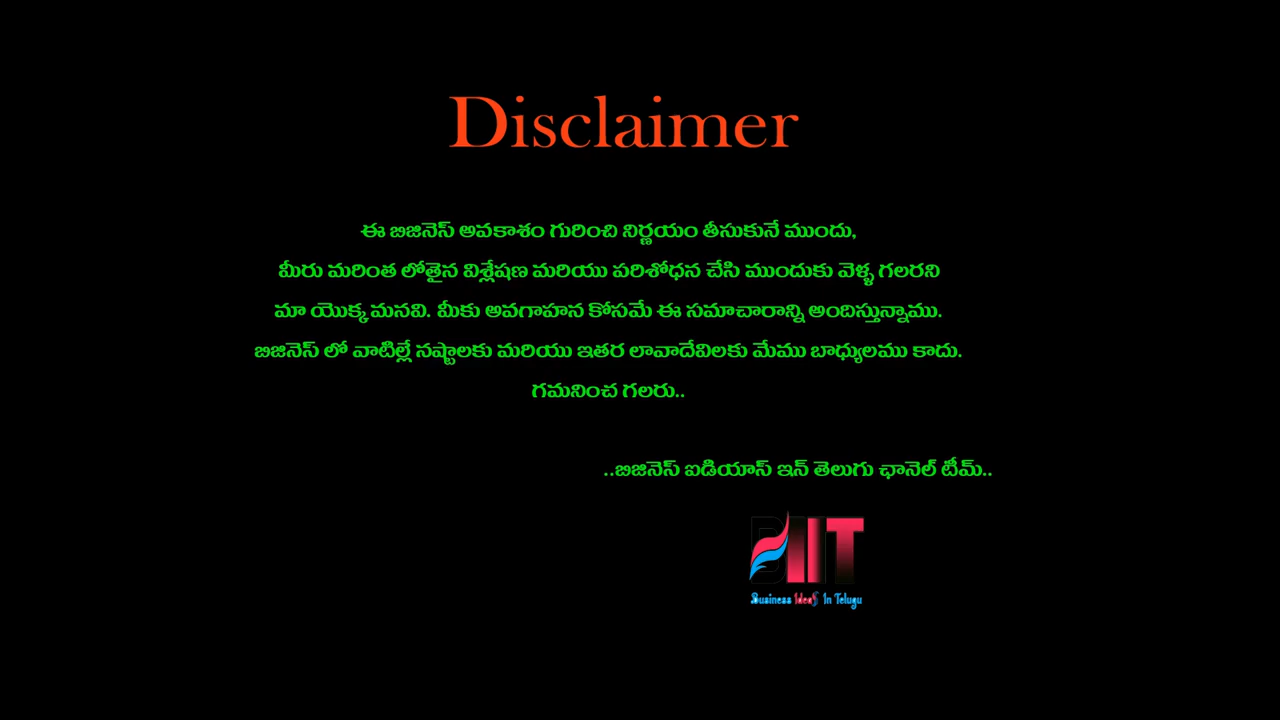 Disclaimer
ఈ బిజినెస్ అవకాశం గురించి నిర్ణయం తీసుకునే ముందు,
మీరు మరింత లోతైన విశ్లేషణ మరియు పరిశోధన చేసి ముందుకు వెళ్ళ గలరని
మా యొక్క మనవి. మీకు అవగాహన కోసమే ఈ సమాచారాన్ని అందిస్తున్నాము.
బిజినెస్ లో వాటిల్లే నష్టాలకు మరియు ఇతర లావాదేవిలకు మేము బాధ్యులము కాదు.
గమనించ గలరు..
..బిజినెస్ ఐడియాస్ ఇన్ తెలుగు ఛానెల్ టీమ్..
BIIT
Business Ideas In Telugu